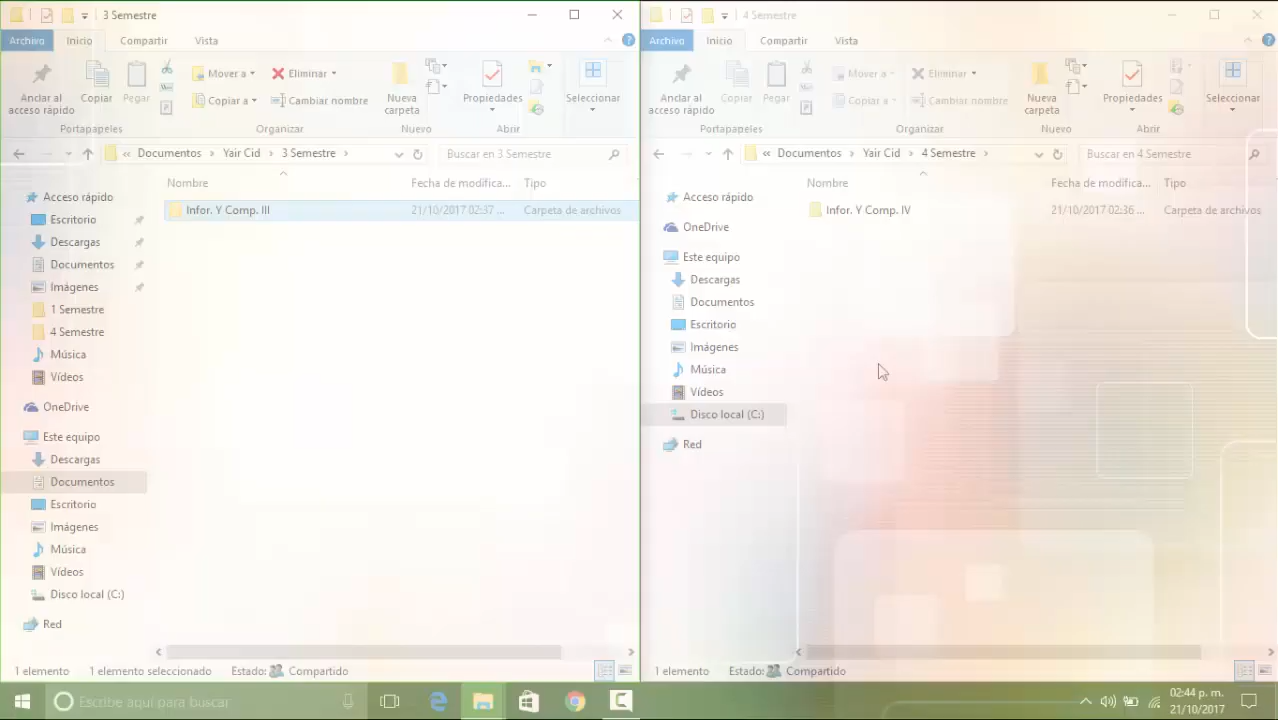 3 Semestre
Archivo Inicio Compartir Vista
Anclar al acceso rápido
Copiar
Pegar
Mover a
Copiar a
Eliminar
Cambiar nombre
Nueva carpeta
Propiedades
Seleccionar
Portapapeles Organizar Nuevo Abrir
« Documentos > Yair Cid > 3 Semestre >
Buscar en 3 Semestre
Nombre Fecha de modifica... Tipo
Infor. Y Comp. III 21/10/2017 02:37 ... Carpeta de archivos
Acceso rápido
Escritorio
Descargas
Documentos
Imágenes
1 Semestre
4 Semestre
Música
Vídeos
OneDrive
Este equipo
Descargas
Documentos
Escritorio
Imágenes
Música
Vídeos
Disco local (C:)
Red
1 elemento 1 elemento seleccionado Estado: Compartido
4 Semestre
Archivo Inicio Compartir Vista
Anclar al acceso rápido
Copiar
Pegar
Mover a
Copiar a
Eliminar
Cambiar nombre
Nueva carpeta
Propiedades
Seleccionar
Portapapeles Organizar Nuevo Abrir
« Documentos > Yair Cid > 4 Semestre >
Buscar en 4 Semestre
Nombre Fecha de modifica... Tipo
Infor. Y Comp. IV 21/10/2017 02:36 ... Carpeta de archivos
Acceso rápido
OneDrive
Este equipo
Descargas
Documentos
Escritorio
Imágenes
Música
Vídeos
Disco local (C:)
Red
1 elemento Estado: Compartido
Escribe aquí para buscar
02:44 p. m.
21/10/2017